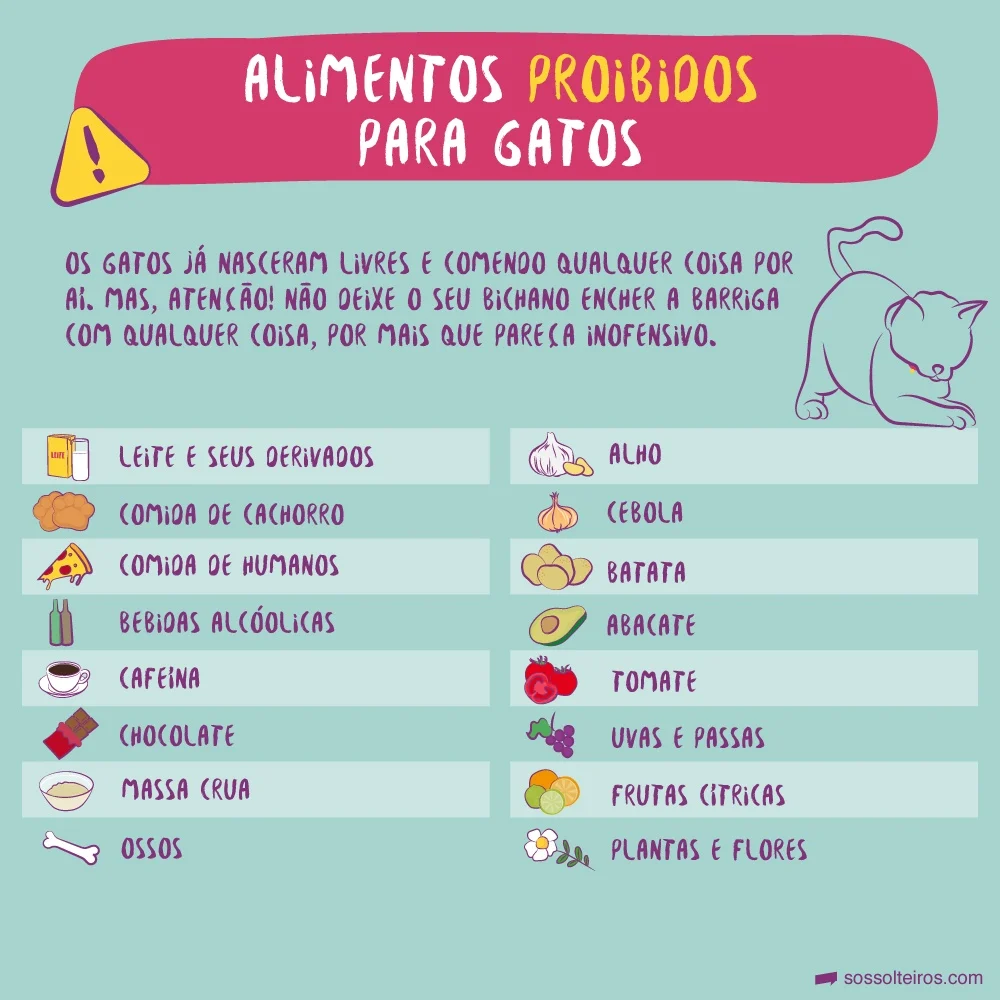 ALIMENTOS PROIBIDOS
PARA GATOS
OS GATOS JÁ NASCERAM LIVRES E COMENDO QUALQUER COISA POR
AÍ. MAS, ATENÇÃO! NÃO DEIXE O SEU BICHANO ENCHER A BARRIGA
COM QUALQUER COISA, POR MAIS QUE PAREÇA INOFENSIVO.
LEITE
LEITE E SEUS DERIVADOS
COMIDA DE CACHORRO
COMIDA DE HUMANOS
BEBIDAS ALCÓOLICAS
CAFEÍNA
CHOCOLATE
MASSA CRUA
OSSOS
ALHO
CEBOLA
BATATA
ABACATE
TOMATE
UVAS E PASSAS
FRUTAS CÍTRICAS
PLANTAS E FLORES
sossolteiros.com